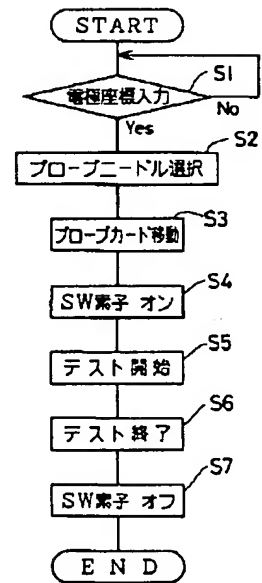 START
S1
電極座標入力
No
Yes
S2
プローブニードル選択
S3
プローブカード移動
S4
SW素子 オン
S5
テスト開始
S6
テスト終了
S7
SW素子 オフ
END